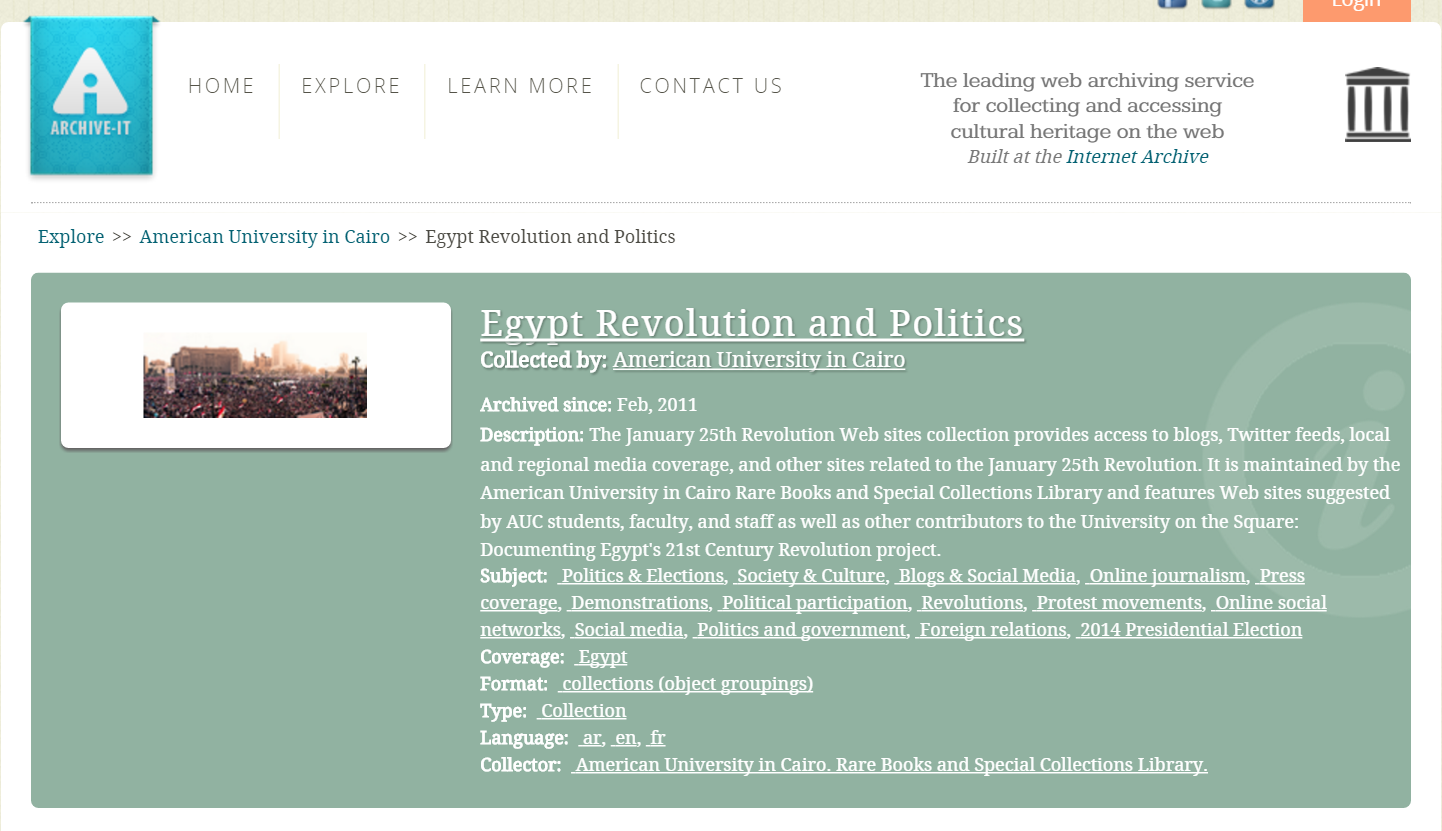 Login
ARCHIVE-IT
HOME
EXPLORE
LEARN MORE
CONTACT US
The leading web archiving service
for collecting and accessing
cultural heritage on the web
Built at the Internet Archive
Explore >> American University in Cairo >> Egypt Revolution and Politics
Egypt Revolution and Politics
Collected by: American University in Cairo
Archived since: Feb, 2011
Description: The January 25th Revolution Web sites collection provides access to blogs, Twitter feeds, local
and regional media coverage, and other sites related to the January 25th Revolution. It is maintained by the
American University in Cairo Rare Books and Special Collections Library and features Web sites suggested
by AUC students, faculty, and staff as well as other contributors to the University on the Square:
Documenting Egypt's 21st Century Revolution project.
Subject: Politics & Elections, Society & Culture, Blogs & Social Media, Online journalism, Press
coverage, Demonstrations, Political participation, Revolutions, Protest movements, Online social
networks, Social media, Politics and government, Foreign relations, 2014 Presidential Election
Coverage: Egypt
Format: collections (object groupings)
Type: Collection
Language: ar, en, fr
Collector: American University in Cairo. Rare Books and Special Collections Library.